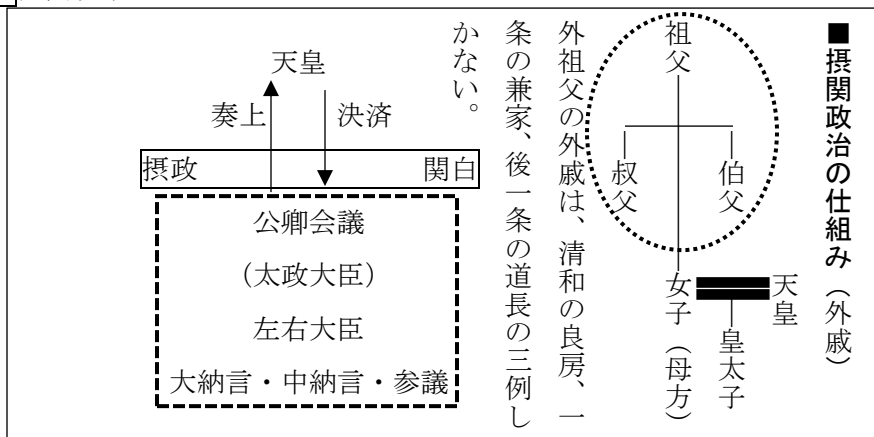 ■摂関政治の仕組み（外戚）
天皇
皇太子
女子（母方）
祖父
伯父
叔父
外祖父の外戚は、清和の良房、一
条の兼家、後一条の道長の三例し
かない。
天皇
奏上
決済
摂政
関白
公卿会議
(太政大臣)
左右大臣
大納言・中納言・参議